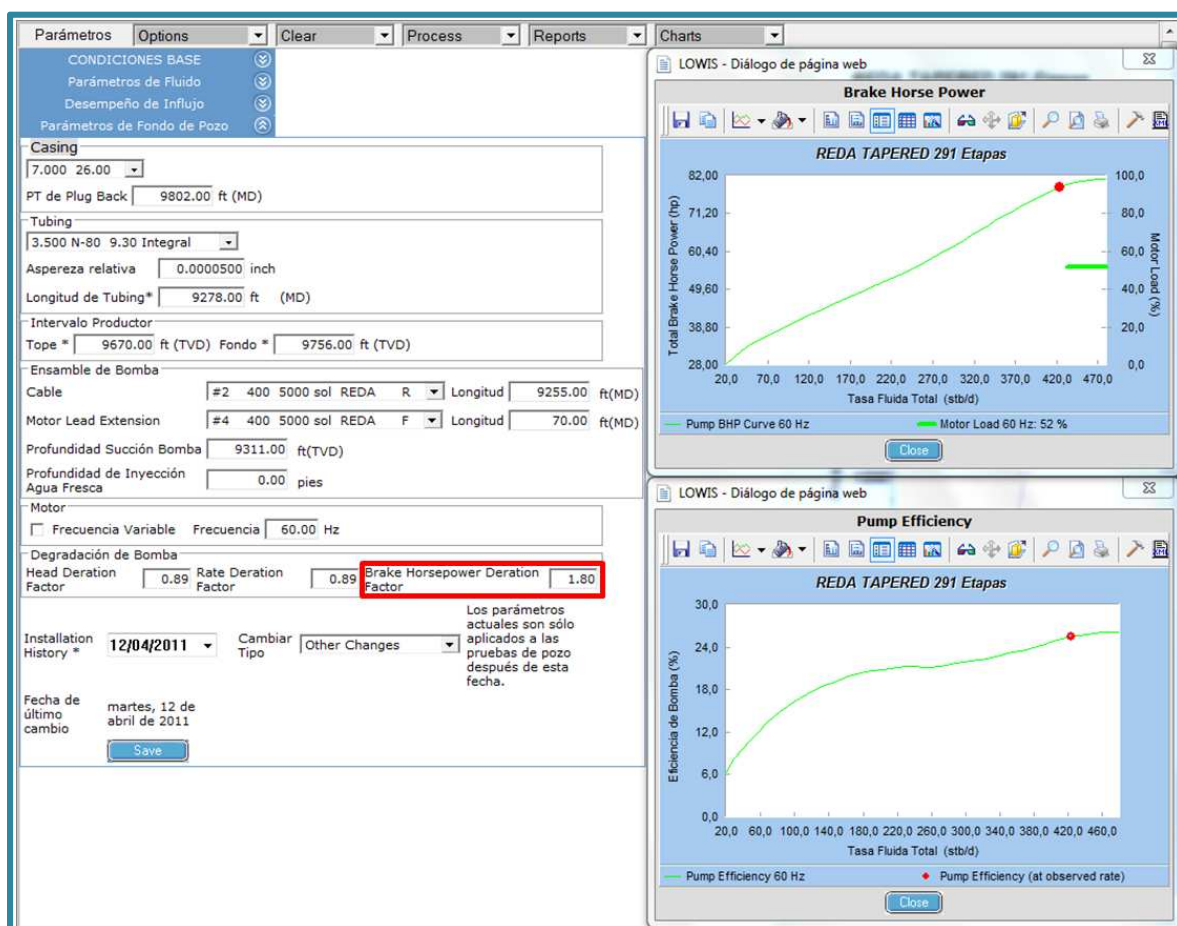 Parámetros Options Clear Process Reports Charts
CONDICIONES BASE
Parámetros de Fluido
Desempeño de Influjo
Parámetros de Fondo de Pozo
Casing
7.000 26.00
PT de Plug Back 9802.00 ft (MD)
Tubing
3.500 N-80 9.30 Integral
Aspereza relativa 0.0000500 inch
Longitud de Tubing* 9278.00 ft (MD)
Intervalo Productor
Tope * 9670.00 ft (TVD) Fondo * 9756.00 ft (TVD)
Ensamble de Bomba
Cable #2 400 5000 sol REDA R Longitud 9255.00 ft(MD)
Motor Lead Extension #4 400 5000 sol REDA F Longitud 70.00 ft(MD)
Profundidad Succión Bomba 9311.00 ft(TVD)
Profundidad de Inyección
Agua Fresca 0.00 pies
Motor
Frecuencia Variable Frecuencia 60.00 Hz
Degradación de Bomba
Head Deration
Factor 0.89
Rate Deration
Factor 0.89
Brake Horsepower Deration
Factor 1.80
Installation
History * 12/04/2011
Cambiar
Tipo Other Changes
Los parámetros
actuales son sólo
aplicados a las
pruebas de pozo
después de esta
fecha.
Fecha de
último
cambio
martes, 12 de
abril de 2011
Save
LOWIS - Diálogo de página web
Brake Horse Power
REDA TAPERED 291 Etapas
Total Brake Horse Power (hp)
82,00
71,20
60,40
49,60
38,80
28,00
100,0
80,0
60,0
40,0
20,0
0,0
Motor Load (%)
20,0 70,0 120,0 170,0 220,0 270,0 320,0 370,0 420,0 470,0
Tasa Fluida Total (stb/d)
Pump BHP Curve 60 Hz Motor Load 60 Hz: 52 %
Close
LOWIS - Diálogo de página web
Pump Efficiency
REDA TAPERED 291 Etapas
Eficiencia de Bomba (%)
30,0
24,0
18,0
12,0
6,0
0,0
20,0 60,0 100,0 140,0 180,0 220,0 260,0 300,0 340,0 380,0 420,0 460,0
Tasa Fluida Total (stb/d)
Pump Efficiency 60 Hz Pump Efficiency (at observed rate)
Close